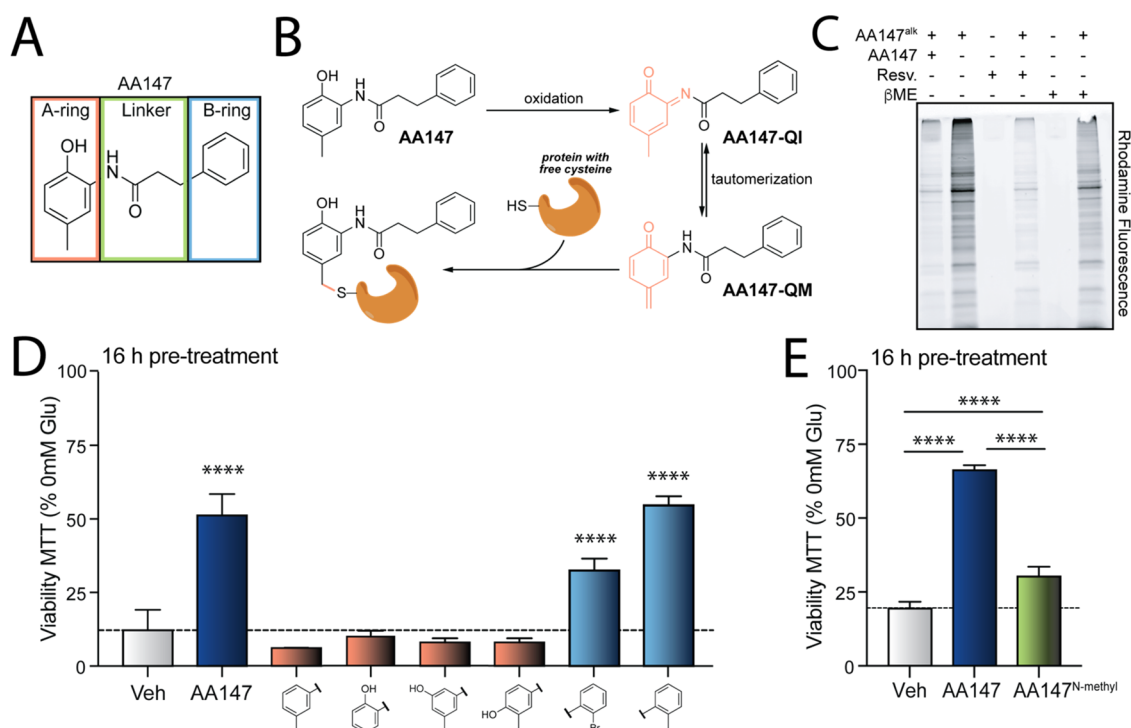 A
AA147
A-ring
Linker
B-ring
OH
H
N
O
B
OH
H
N
O
AA147
oxidation
O
N
O
AA147-QI
tautomerization
protein with
free cysteine
HS
OH
H
N
O
S
O
H
N
O
AA147-QM
C
AA147alk + + - + - +
AA147 + - - - - -
Resv. - - + + - -
βME - - - - + +
Rhodamine Fluorescence
D
16 h pre-treatment
Viability MTT (% 0mM Glu)
100
75
50
25
0
****
****
****
Veh
AA147
OH
HO
HO
Br
E
16 h pre-treatment
Viability MTT (% 0mM Glu)
100
75
50
25
0
****
**** ****
Veh
AA147
AA147N-methyl